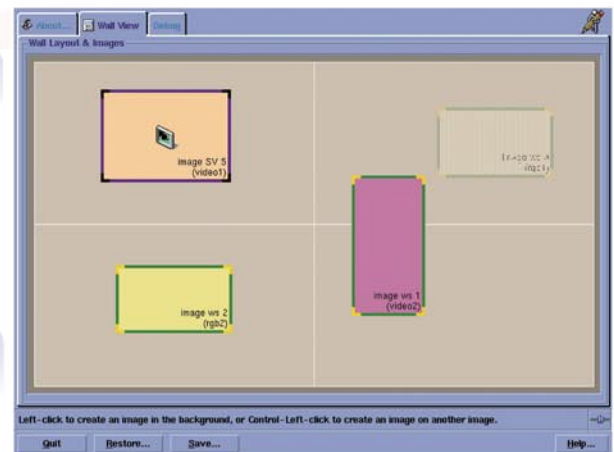 About... Wall View Debug
Wall Layout & Images
image SV 5
(video1)
image ws 2
(rgb2)
image ws 1
(video2)
Left-click to create an image in the background, or Control-Left-click to create an image on another image.
Quit Restore... Save... Help...